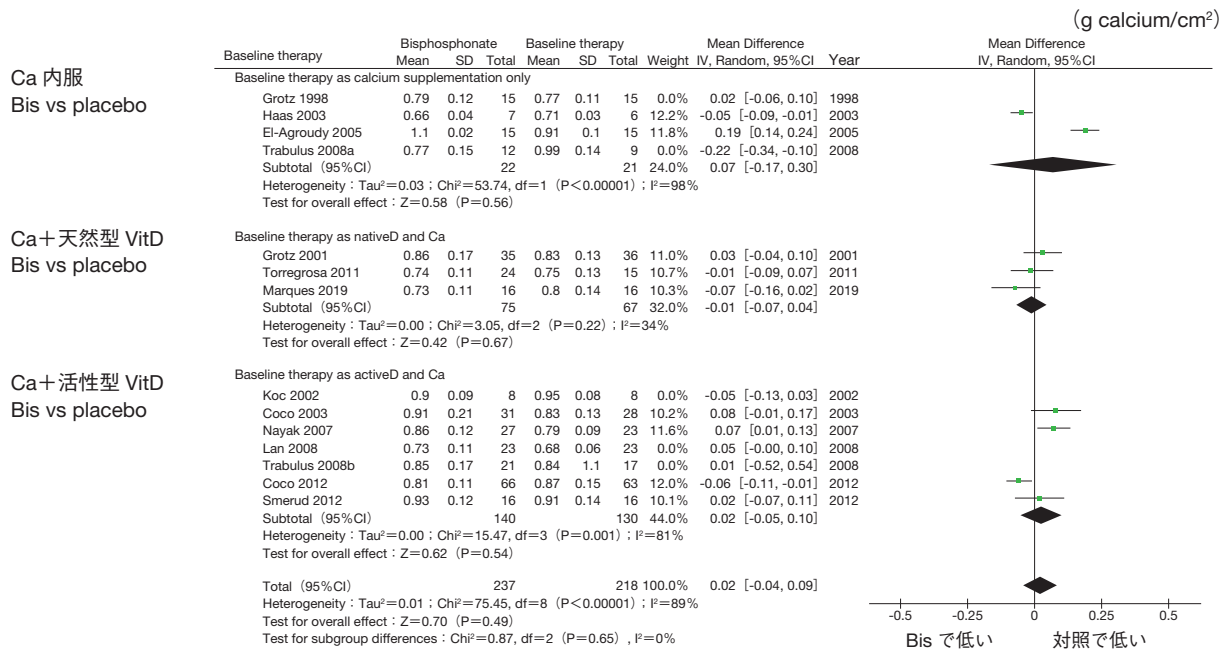 (g calcium/cm²)
Bisphosphonate Baseline therapy Mean Difference Mean Difference
Baseline therapy Mean SD Total Mean SD Total Weight IV, Random, 95%CI Year IV, Random, 95%CI
Ca 内服
Bis vs placebo
Baseline therapy as calcium supplementation only
Grotz 1998 0.79 0.12 15 0.77 0.11 15 0.0% 0.02 [-0.06, 0.10] 1998
Haas 2003 0.66 0.04 7 0.71 0.03 6 12.2% -0.05 [-0.09, -0.01] 2003
El-Agroudy 2005 1.1 0.02 15 0.91 0.1 15 11.8% 0.19 [0.14, 0.24] 2005
Trabulus 2008a 0.77 0.15 12 0.99 0.14 9 0.0% -0.22 [-0.34, -0.10] 2008
Subtotal (95%CI) 22 21 24.0% 0.07 [-0.17, 0.30]
Heterogeneity：Tau²＝0.03；Chi²＝53.74, df＝1（P＜0.00001）；I²＝98%
Test for overall effect：Z＝0.58（P＝0.56）
Ca＋天然型 VitD
Bis vs placebo
Baseline therapy as nativeD and Ca
Grotz 2001 0.86 0.17 35 0.83 0.13 36 11.0% 0.03 [-0.04, 0.10] 2001
Torregrosa 2011 0.74 0.11 24 0.75 0.13 15 10.7% -0.01 [-0.09, 0.07] 2011
Marques 2019 0.73 0.11 16 0.8 0.14 16 10.3% -0.07 [-0.16, 0.02] 2019
Subtotal (95%CI) 75 67 32.0% -0.01 [-0.07, 0.04]
Heterogeneity：Tau²＝0.00；Chi²＝3.05, df＝2（P＝0.22）；I²＝34%
Test for overall effect：Z＝0.42（P＝0.67）
Ca＋活性型 VitD
Bis vs placebo
Baseline therapy as activeD and Ca
Koc 2002 0.9 0.09 8 0.95 0.08 8 0.0% -0.05 [-0.13, 0.03] 2002
Coco 2003 0.91 0.21 31 0.83 0.13 28 10.2% 0.08 [-0.01, 0.17] 2003
Nayak 2007 0.86 0.12 27 0.79 0.09 23 11.6% 0.07 [0.01, 0.13] 2007
Lan 2008 0.73 0.11 23 0.68 0.06 23 0.0% 0.05 [-0.00, 0.10] 2008
Trabulus 2008b 0.85 0.17 21 0.84 1.1 17 0.0% 0.01 [-0.52, 0.54] 2008
Coco 2012 0.81 0.11 66 0.87 0.15 63 12.0% -0.06 [-0.11, -0.01] 2012
Smerud 2012 0.93 0.12 16 0.91 0.14 16 10.1% 0.02 [-0.07, 0.11] 2012
Subtotal (95%CI) 140 130 44.0% 0.02 [-0.05, 0.10]
Heterogeneity：Tau²＝0.00；Chi²＝15.47, df＝3（P＝0.001）；I²＝81%
Test for overall effect：Z＝0.62（P＝0.54）
Total (95%CI) 237 218 100.0% 0.02 [-0.04, 0.09]
Heterogeneity：Tau²＝0.01；Chi²＝75.45, df＝8（P＜0.00001）；I²＝89%
Test for overall effect：Z＝0.70（P＝0.49）
Test for subgroup differences：Chi²＝0.87, df＝2（P＝0.65）, I²＝0%
-0.5 -0.25 0 0.25 0.5
Bis で低い 対照で低い